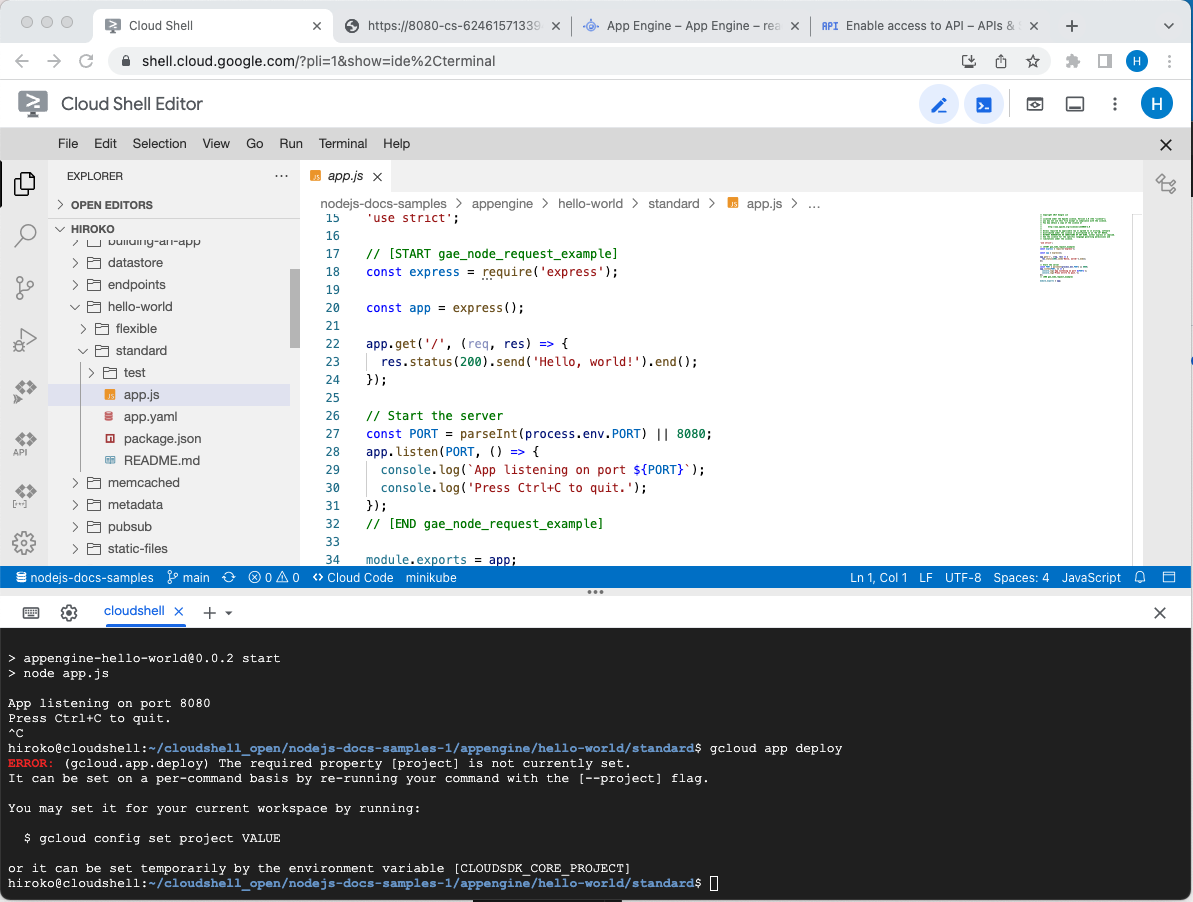 Cloud Shell
https://8080-cs-62461571339
App Engine – App Engine – rea
API Enable access to API – APIs &
shell.cloud.google.com/?pli=1&show=ide%2Cterminal
H
Cloud Shell Editor
H
File Edit Selection View Go Run Terminal Help
EXPLORER
app.js
OPEN EDITORS
nodejs-docs-samples > appengine > hello-world > standard > JS app.js > ...
HIROKO
building-an-app
datastore
endpoints
hello-world
flexible
standard
test
JS app.js
app.yaml
package.json
README.md
memcached
metadata
pubsub
static-files
API
15 'use strict';
16
17 // [START gae_node_request_example]
18 const express = require('express');
19
20 const app = express();
21
22 app.get('/', (req, res) => {
23 res.status(200).send('Hello, world!').end();
24 });
25
26 // Start the server
27 const PORT = parseInt(process.env.PORT) || 8080;
28 app.listen(PORT, () => {
29 console.log(`App listening on port ${PORT}`);
30 console.log('Press Ctrl+C to quit.');
31 });
32 // [END gae_node_request_example]
33
34 module.exports = app;
nodejs-docs-samples main 0 0 <> Cloud Code minikube Ln 1, Col 1 LF UTF-8 Spaces: 4 JavaScript
cloudshell
> appengine-hello-world@0.0.2 start
> node app.js
App listening on port 8080
Press Ctrl+C to quit.
^C
hiroko@cloudshell:~/cloudshell_open/nodejs-docs-samples-1/appengine/hello-world/standard$ gcloud app deploy
ERROR: (gcloud.app.deploy) The required property [project] is not currently set.
It can be set on a per-command basis by re-running your command with the [--project] flag.
You may set it for your current workspace by running:
$ gcloud config set project VALUE
or it can be set temporarily by the environment variable [CLOUDSDK_CORE_PROJECT]
hiroko@cloudshell:~/cloudshell_open/nodejs-docs-samples-1/appengine/hello-world/standard$